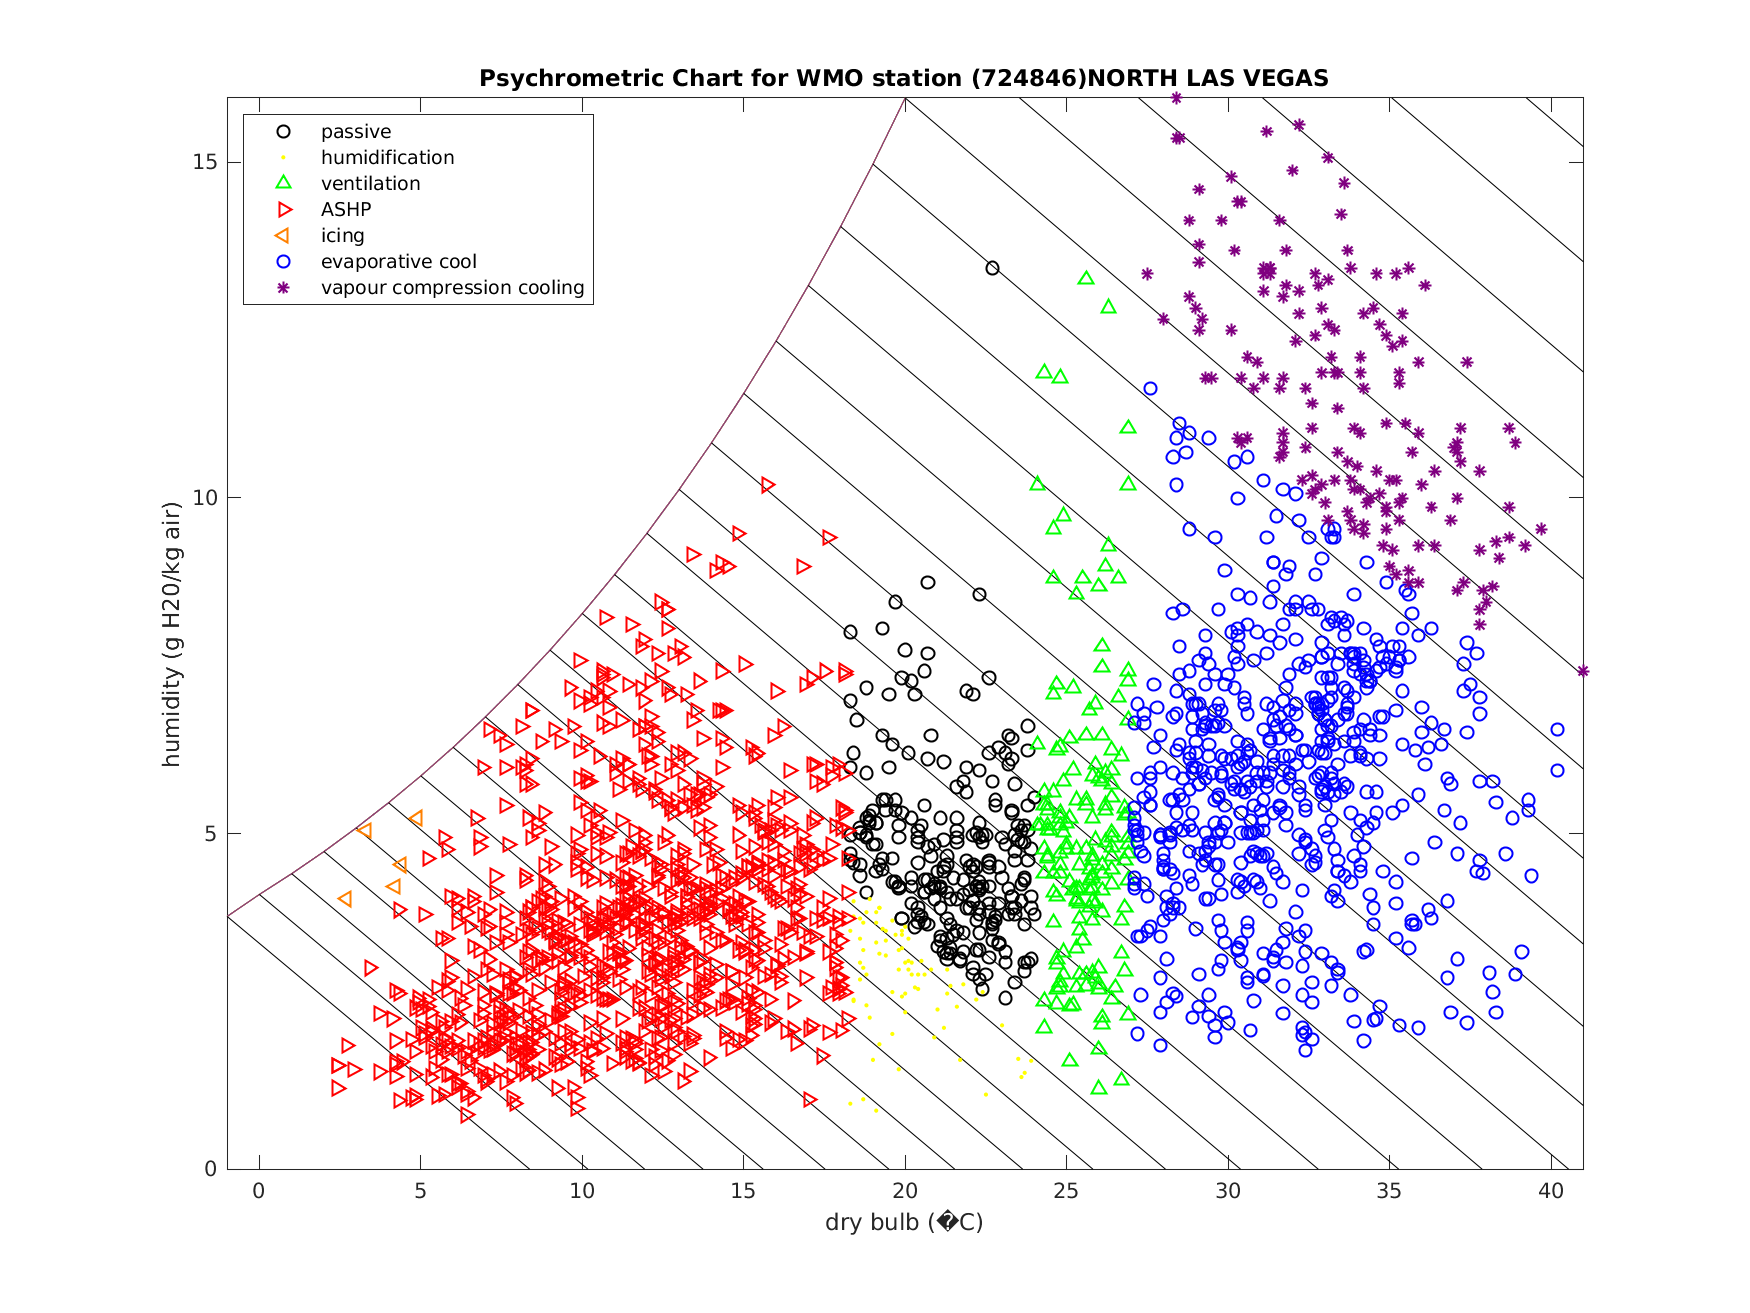 Psychrometric Chart for WMO station (724846)NORTH LAS VEGAS
passive
humidification
ventilation
ASHP
icing
evaporative cool
vapour compression cooling
humidity (g H20/kg air)
15
10
5
0
0 5 10 15 20 25 30 35 40
dry bulb (�C)